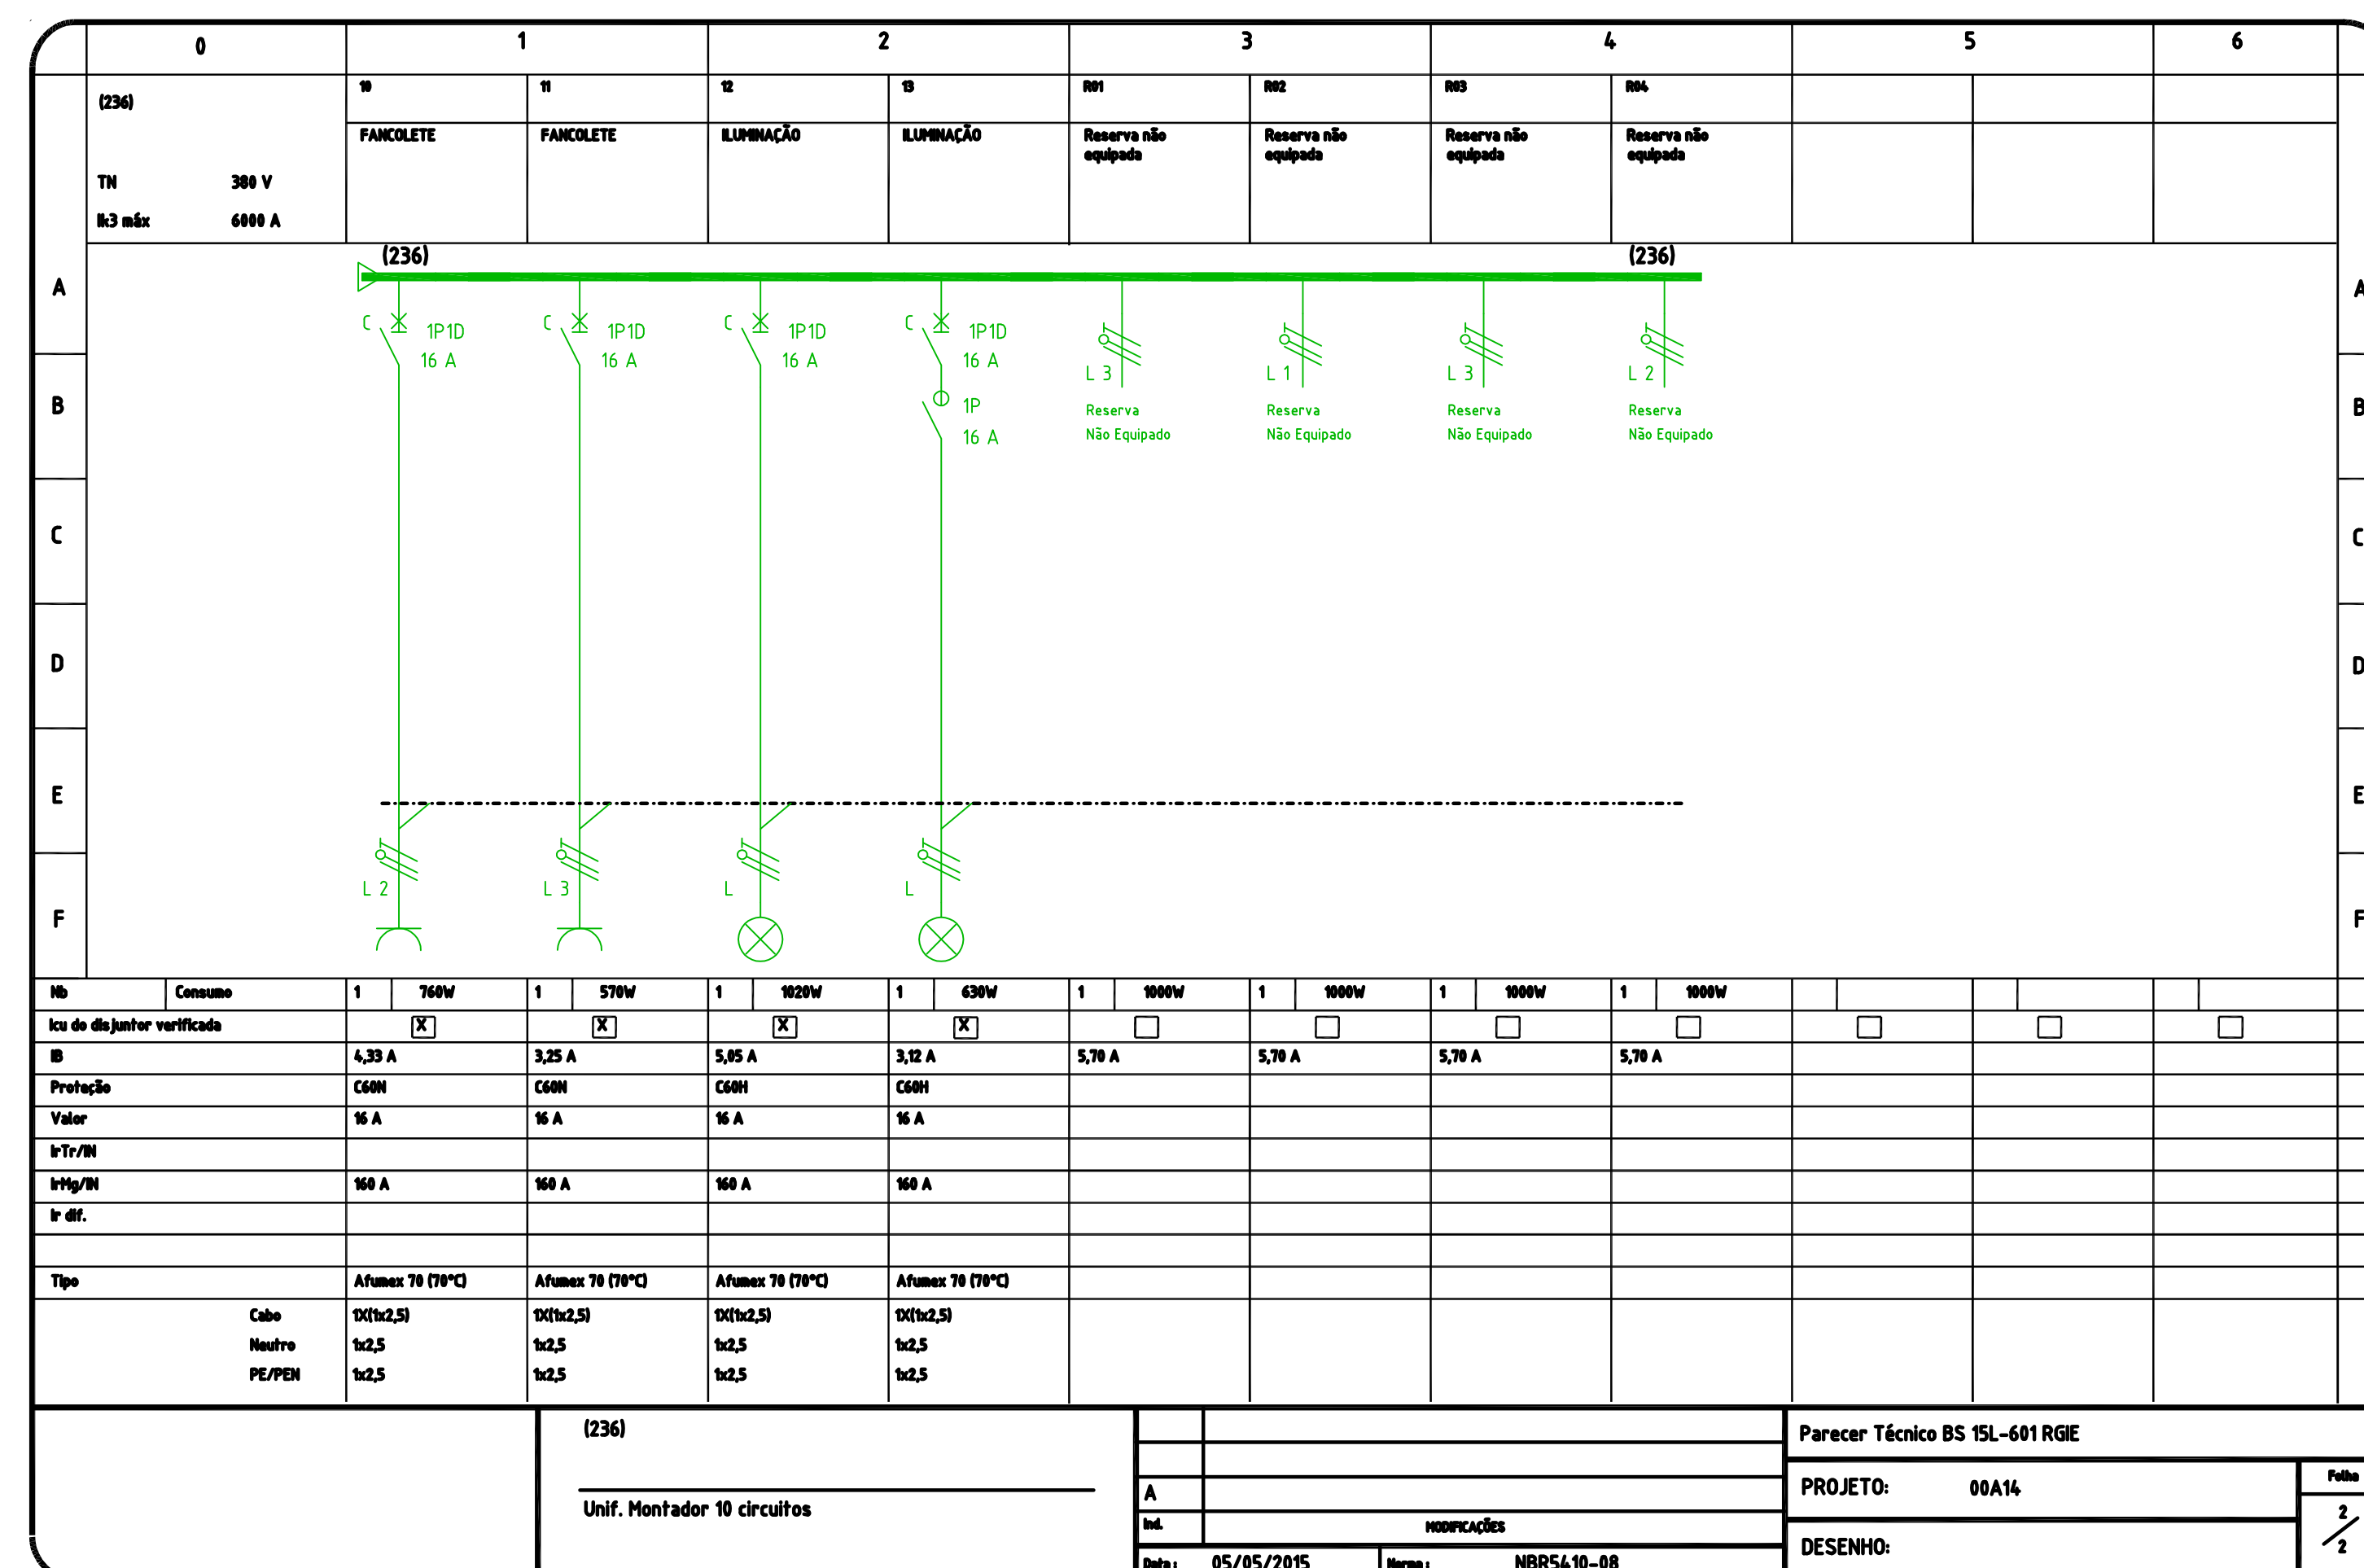 0 1 2 3 4 5 6
(236) 10 11 12 13 R01 R02 R03 R04
FANCOLETE FANCOLETE ILUMINAÇÃO ILUMINAÇÃO Reserva não Reserva não Reserva não Reserva não
equipada equipada equipada equipada
TN 380 V
Ik3 máx 6000 A
(236) (236)
A A
C 1P1D C 1P1D C 1P1D C 1P1D
16 A 16 A 16 A 16 A
L 3 L 1 L 3 L 2
B 1P Reserva Reserva Reserva Reserva B
16 A Não Equipado Não Equipado Não Equipado Não Equipado
C C
D D
E E
L 2 L 3 L L
F F
Nb Consumo 1 760W 1 570W 1 1020W 1 630W 1 1000W 1 1000W 1 1000W 1 1000W
Icu do disjuntor verificada X X X X
IB 4,33 A 3,25 A 5,05 A 3,12 A 5,70 A 5,70 A 5,70 A 5,70 A
Proteção C60N C60N C60H C60H
Valor 16 A 16 A 16 A 16 A
IrTr/IN
IrMg/IN 160 A 160 A 160 A 160 A
Ir dif.
Tipo Afumex 70 (70°C) Afumex 70 (70°C) Afumex 70 (70°C) Afumex 70 (70°C)
Cabo 1X(1x2,5) 1X(1x2,5) 1X(1x2,5) 1X(1x2,5)
Neutro 1x2,5 1x2,5 1x2,5 1x2,5
PE/PEN 1x2,5 1x2,5 1x2,5 1x2,5
(236)
Unif. Montador 10 circuitos
A
Ind. MODIFICAÇÕES
Data: 05/05/2015 Norma: NBR5410-08
Parecer Técnico BS 15L-601 RGIE
PROJETO: 00A14
DESENHO:
Folha
2
2